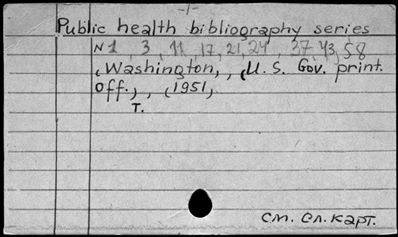 -1-
Public health bibliography series
N 1 3, 11, 17, 21, 24, 37, 43, 58
(Washington, , (U. S. Gov. print.
Off.), , (1951,
T.
См. Сл. карт.